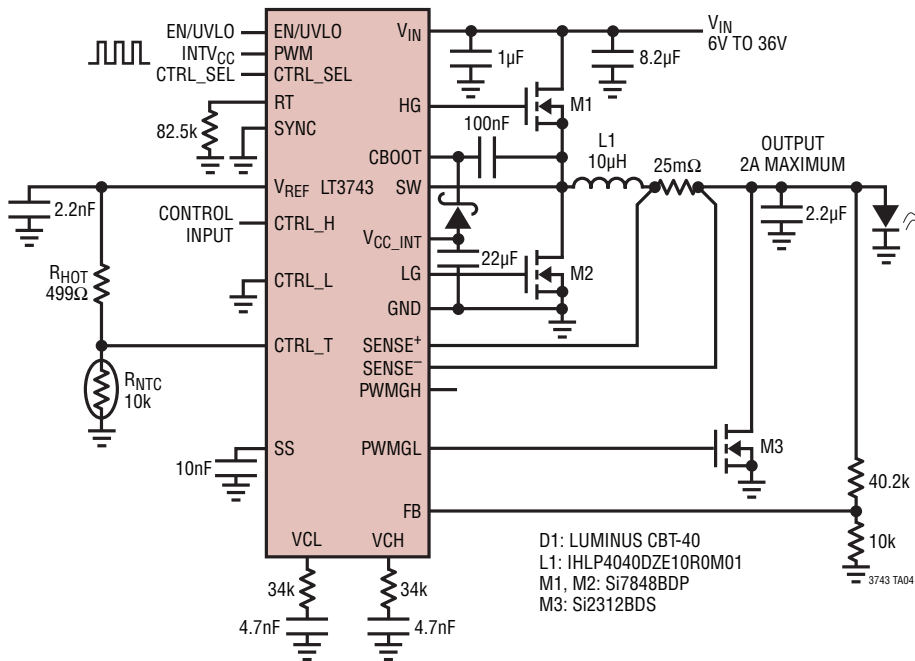 EN/UVLO
INTVCC
CTRL_SEL
EN/UVLO
PWM
CTRL_SEL
RT
82.5k
SYNC
VREF
LT3743
2.2nF
CONTROL
INPUT
CTRL_H
RHOT
499Ω
CTRL_L
CTRL_T
RNTC
10k
SS
10nF
VCL
VCH
34k
34k
4.7nF
4.7nF
VIN
VIN
6V TO 36V
1µF
8.2µF
HG
M1
100nF
CBOOT
L1
10µH
25mΩ
OUTPUT
2A MAXIMUM
SW
2.2µF
VCC_INT
22µF
LG
M2
GND
SENSE+
SENSE–
PWMGH
PWMGL
M3
40.2k
FB
10k
D1: LUMINUS CBT-40
L1: IHLP4040DZE10R0M01
M1, M2: Si7848BDP
M3: Si2312BDS
3743 TA04